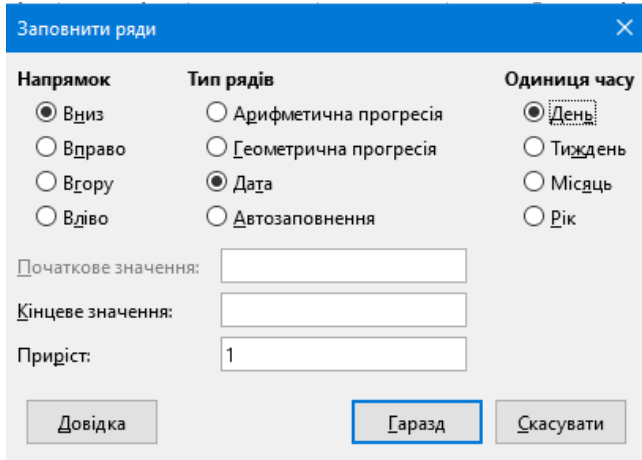 Заповнити ряди
Напрямок Тип рядів Одиниця часу
Вниз Арифметична прогресія День
Вправо Геометрична прогресія Тиждень
Вгору Дата Місяць
Вліво Автозаповнення Рік
Початкове значення:
Кінцеве значення:
Приріст: 1
Довідка Гаразд Скасувати